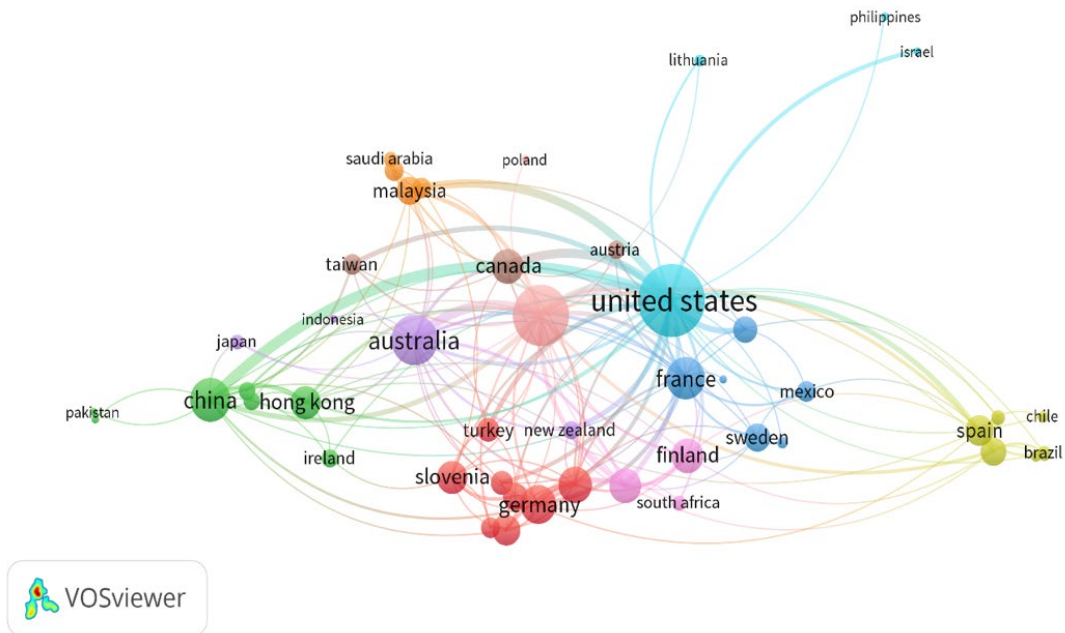 philippines
israel
lithuania
saudi arabia
poland
malaysia
austria
taiwan
canada
united states
indonesia
japan
australia
france
mexico
china
hong kong
pakistan
chile
turkey
new zealand
sweden
spain
ireland
finland
brazil
slovenia
germany
south africa
VOSviewer